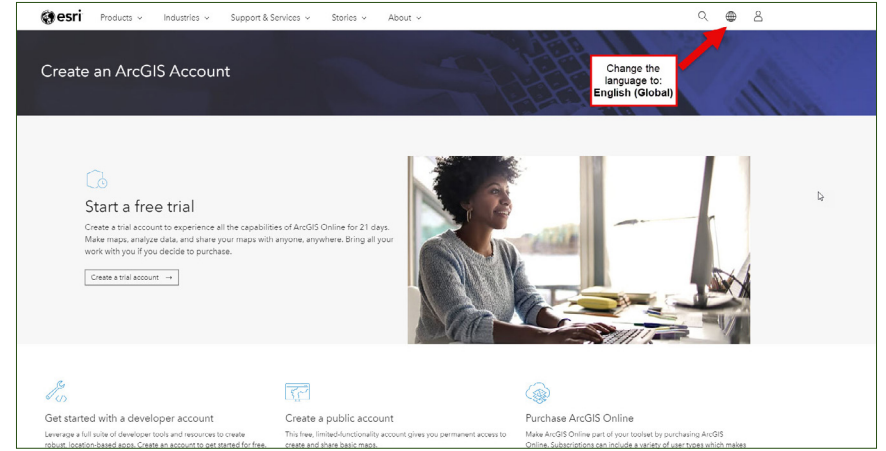 esri Products Industries Support & Services Stories About
Create an ArcGIS Account
Change the
language to:
English (Global)
Start a free trial
Create a trial account to experience all the capabilities of ArcGIS Online for 21 days.
Make maps, analyze data, and share your maps with anyone, anywhere. Bring all your
work with you if you decide to purchase.
Create a trial account →
Get started with a developer account
Leverage a full suite of developer tools and resources to create
robust, location-based apps. Create an account to get started for free.
Create a public account
This free, limited-functionality account gives you permanent access to
create and share basic maps.
Purchase ArcGIS Online
Make ArcGIS Online part of your toolset by purchasing ArcGIS
Online. Subscriptions can include a variety of user types which makes